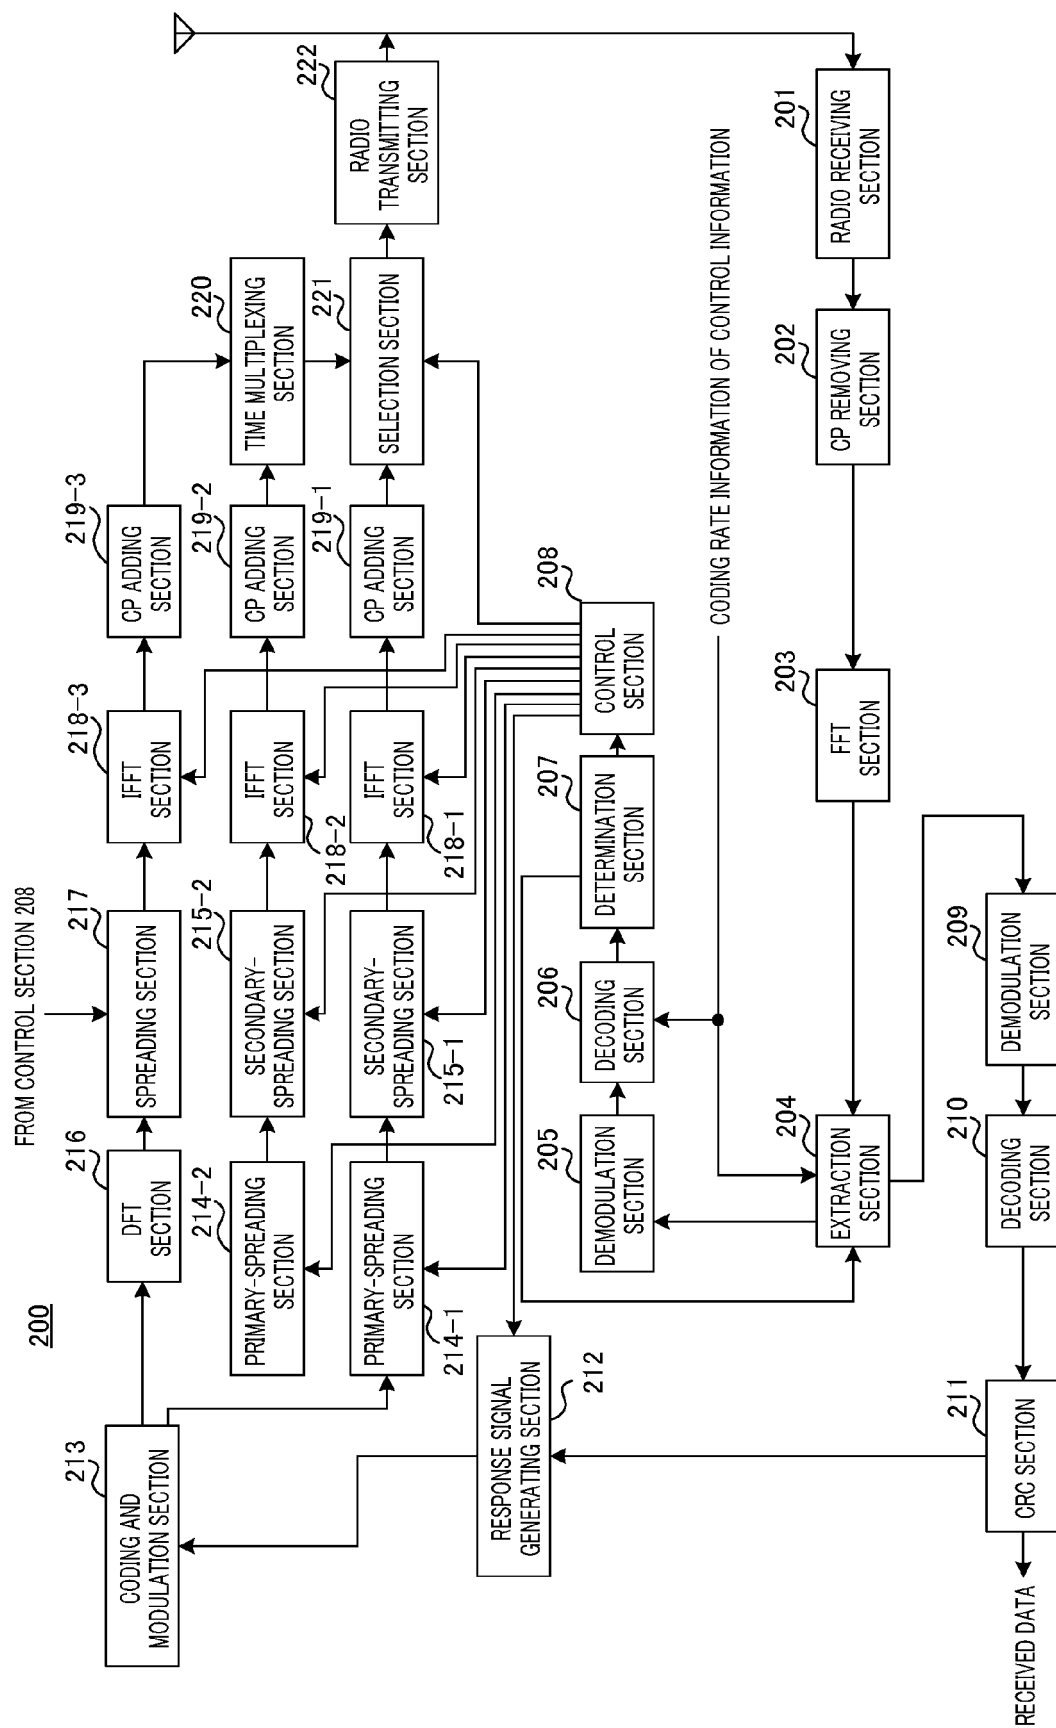 200
213
CODING AND
MODULATION SECTION
216
DFT
SECTION
FROM CONTROL SECTION 208
217
SPREADING SECTION
218-3
IFFT
SECTION
219-3
CP ADDING
SECTION
214-2
PRIMARY-SPREADING
SECTION
215-2
SECONDARY-
SPREADING SECTION
IFFT
SECTION
218-2
219-2
CP ADDING
SECTION
220
TIME MULTIPLEXING
SECTION
PRIMARY-SPREADING
SECTION
214-1
SECONDARY-
SPREADING SECTION
215-1
IFFT
SECTION
218-1
219-1
CP ADDING
SECTION
221
SELECTION SECTION
222
RADIO
TRANSMITTING
SECTION
RESPONSE SIGNAL
GENERATING SECTION
212
205
DEMODULATION
SECTION
206
DECODING
SECTION
207
DETERMINATION
SECTION
208
CONTROL
SECTION
CODING RATE INFORMATION OF CONTROL INFORMATION
204
EXTRACTION
SECTION
203
FFT
SECTION
202
CP REMOVING
SECTION
201
RADIO RECEIVING
SECTION
RECEIVED DATA
211
CRC SECTION
210
DECODING
SECTION
209
DEMODULATION
SECTION